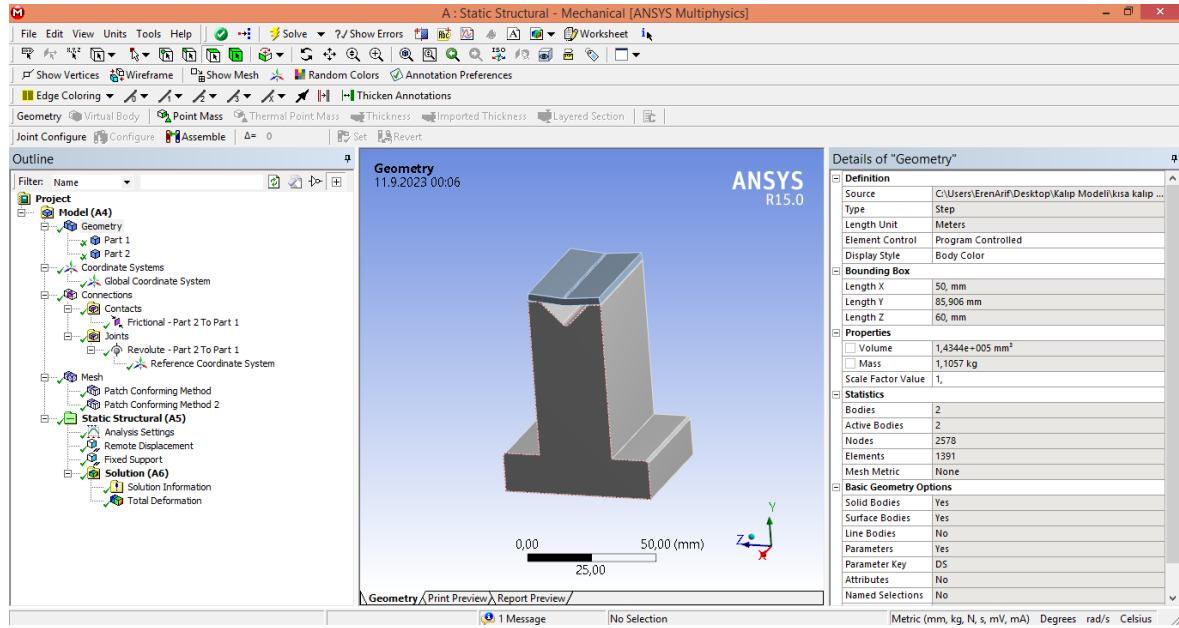 A : Static Structural - Mechanical [ANSYS Multiphysics]
File Edit View Units Tools Help Solve ?./ Show Errors Worksheet
Show Vertices Wireframe Show Mesh Random Colors Annotation Preferences
Edge Coloring Thicken Annotations
Geometry Virtual Body Point Mass Thermal Point Mass Thickness Imported Thickness Layered Section
Joint Configure Configure Assemble Δ= 0 Set Revert
Outline
Filter: Name
Project
Model (A4)
Geometry
Part 1
Part 2
Coordinate Systems
Global Coordinate System
Connections
Contacts
Frictional - Part 2 To Part 1
Joints
Revolute - Part 2 To Part 1
Reference Coordinate System
Mesh
Patch Conforming Method
Patch Conforming Method 2
Static Structural (A5)
Analysis Settings
Remote Displacement
Fixed Support
Solution (A6)
Solution Information
Total Deformation
Geometry
11.9.2023 00:06
ANSYS
R15.0
Y
Z
X
0,00 50,00 (mm)
25,00
Geometry Print Preview Report Preview
Details of "Geometry"
Definition
Source C:\Users\ErenArif\Desktop\Kalıp Modeli\kısa kalıp ...
Type Step
Length Unit Meters
Element Control Program Controlled
Display Style Body Color
Bounding Box
Length X 50, mm
Length Y 85,906 mm
Length Z 60, mm
Properties
Volume 1,4344e+005 mm³
Mass 1,1057 kg
Scale Factor Value 1,
Statistics
Bodies 2
Active Bodies 2
Nodes 2578
Elements 1391
Mesh Metric None
Basic Geometry Options
Solid Bodies Yes
Surface Bodies Yes
Line Bodies No
Parameters Yes
Parameter Key DS
Attributes No
Named Selections No
1 Message No Selection Metric (mm, kg, N, s, mV, mA) Degrees rad/s Celsius